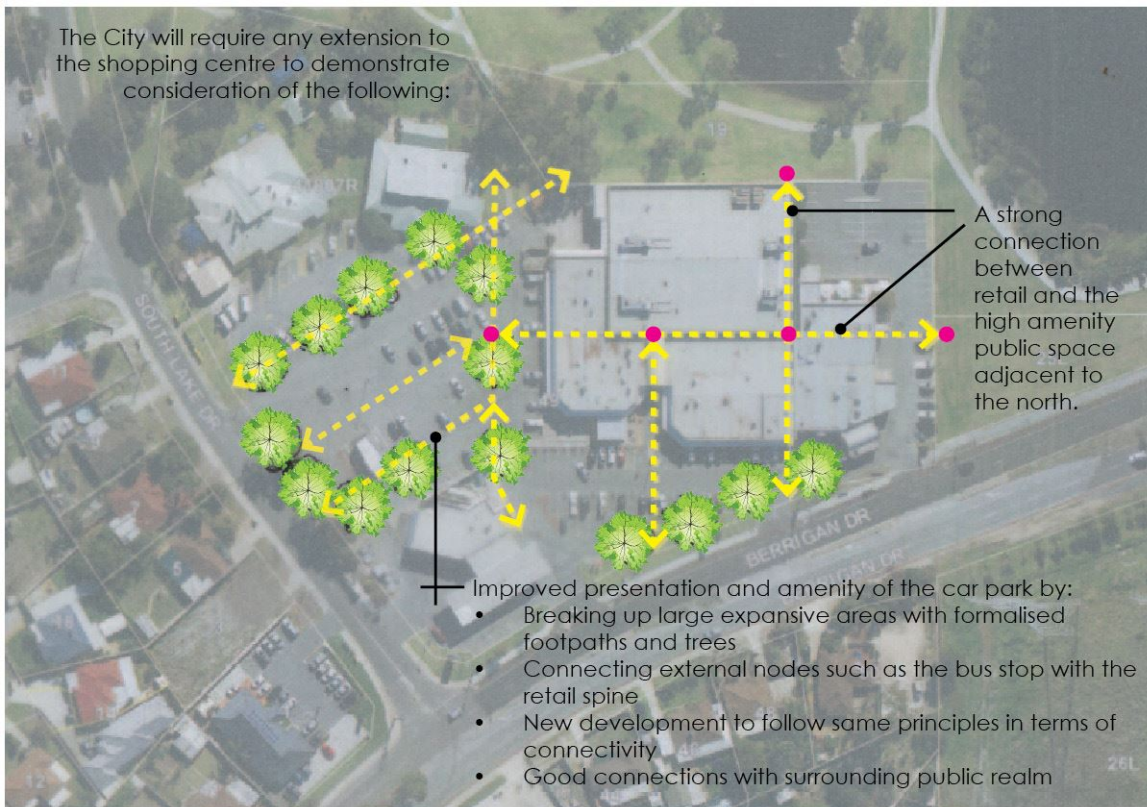 The City will require any extension to
the shopping centre to demonstrate
consideration of the following:
19
A strong
connection
between
retail and the
high amenity
public space
adjacent to
the north.
BERRIGAN DR
Improved presentation and amenity of the car park by:
• Breaking up large expansive areas with formalised
footpaths and trees
• Connecting external nodes such as the bus stop with the
retail spine
• New development to follow same principles in terms of
connectivity
• Good connections with surrounding public realm
26L
12